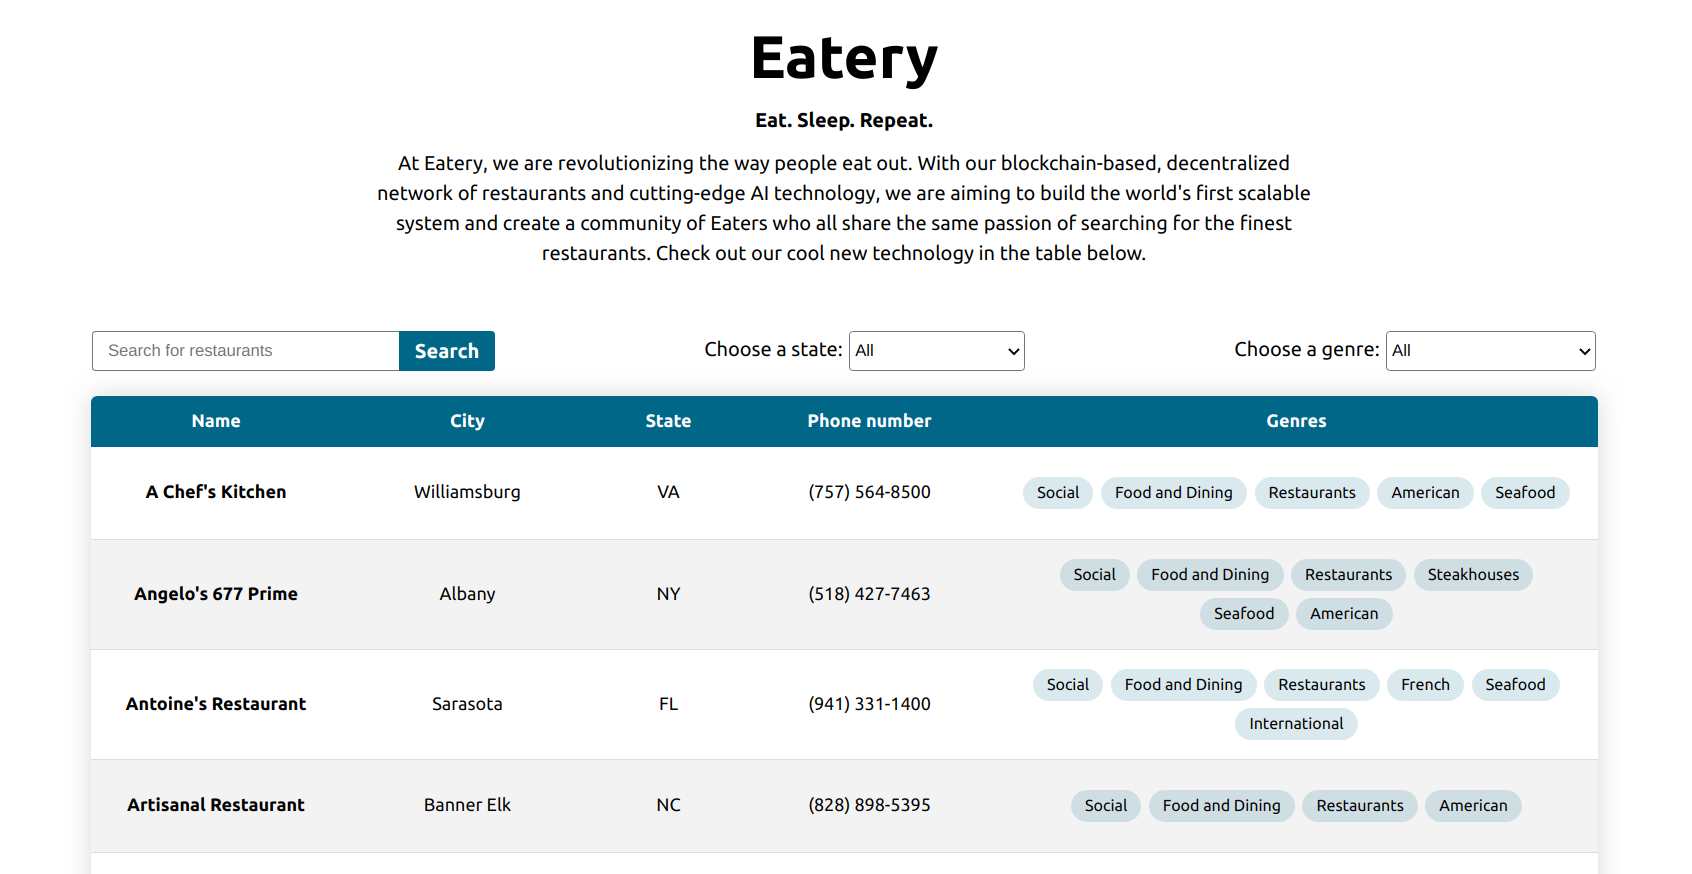 Eatery
Eat. Sleep. Repeat.
At Eatery, we are revolutionizing the way people eat out. With our blockchain-based, decentralized
network of restaurants and cutting-edge AI technology, we are aiming to build the world's first scalable
system and create a community of Eaters who all share the same passion of searching for the finest
restaurants. Check out our cool new technology in the table below.
Search for restaurants Search Choose a state: All Choose a genre: All
Name City State Phone number Genres
A Chef's Kitchen Williamsburg VA (757) 564-8500 Social Food and Dining Restaurants American Seafood
Angelo's 677 Prime Albany NY (518) 427-7463 Social Food and Dining Restaurants Steakhouses
Seafood American
Antoine's Restaurant Sarasota FL (941) 331-1400 Social Food and Dining Restaurants French Seafood
International
Artisanal Restaurant Banner Elk NC (828) 898-5395 Social Food and Dining Restaurants American